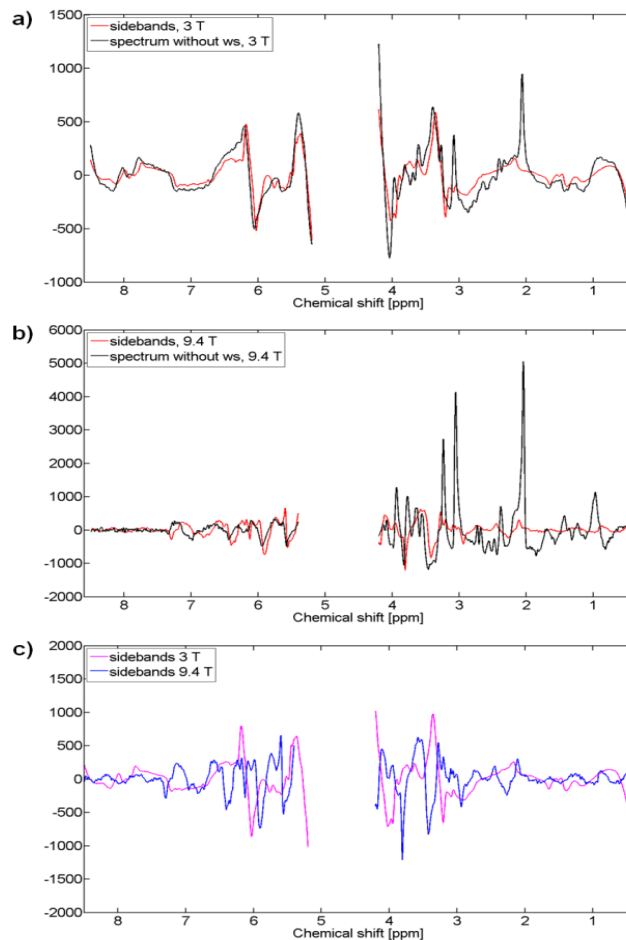 a)
1500
1000
500
0
-500
-1000
sidebands, 3 T
spectrum without ws, 3 T
8 7 6 5 4 3 2 1
Chemical shift [ppm]
b)
6000
5000
4000
3000
2000
1000
0
-1000
-2000
sidebands, 9.4 T
spectrum without ws, 9.4 T
8 7 6 5 4 3 2 1
Chemical shift [ppm]
c)
2000
1500
1000
500
0
-500
-1000
-1500
-2000
sidebands 3 T
sidebands 9.4 T
8 7 6 5 4 3 2 1
Chemical shift [ppm]